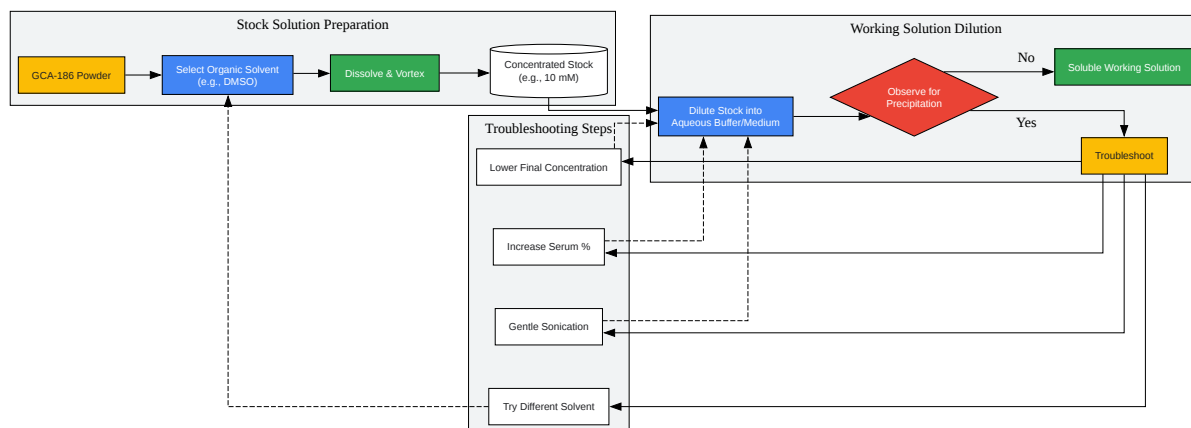 Stock Solution Preparation
GCA-186 Powder
Select Organic Solvent
(e.g., DMSO)
Dissolve & Vortex
Concentrated Stock
(e.g., 10 mM)
Working Solution Dilution
Dilute Stock into
Aqueous Buffer/Medium
Observe for
Precipitation
No
Soluble Working Solution
Yes
Troubleshoot
Troubleshooting Steps
Lower Final Concentration
Increase Serum %
Gentle Sonication
Try Different Solvent